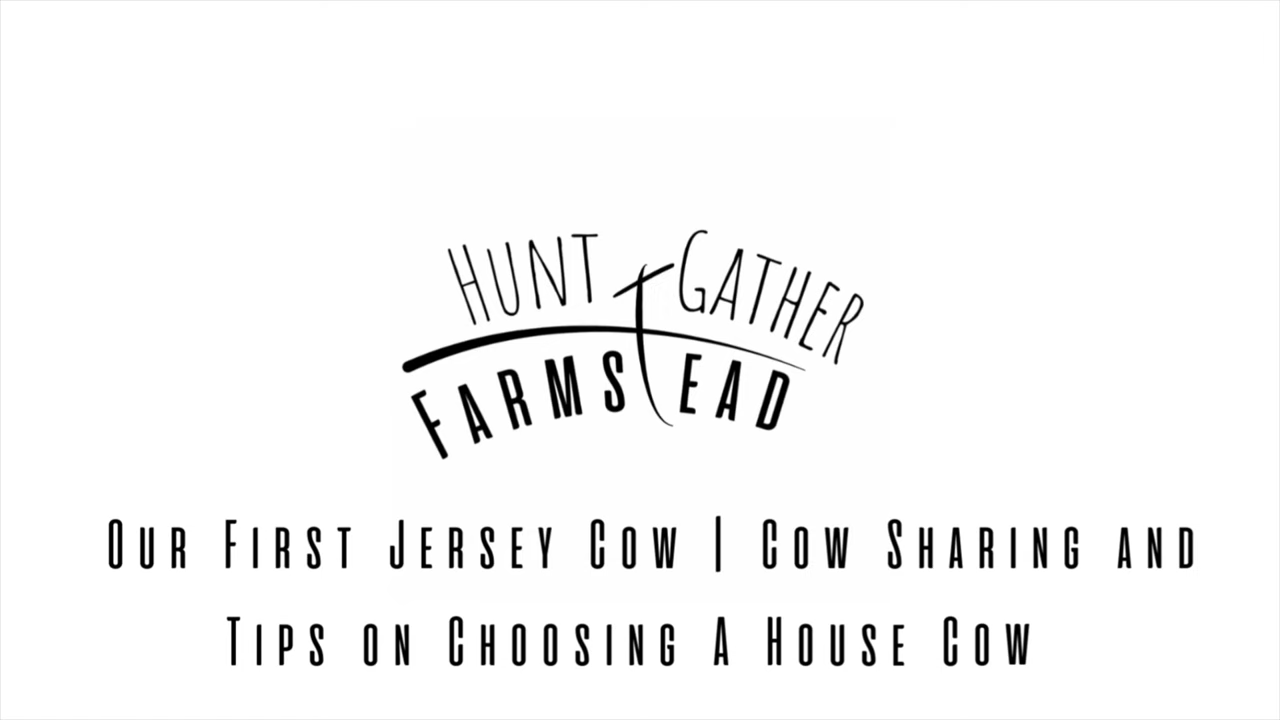 Hunt + Gather
Farmstead
Our First Jersey Cow | Cow Sharing and
Tips on Choosing A House Cow